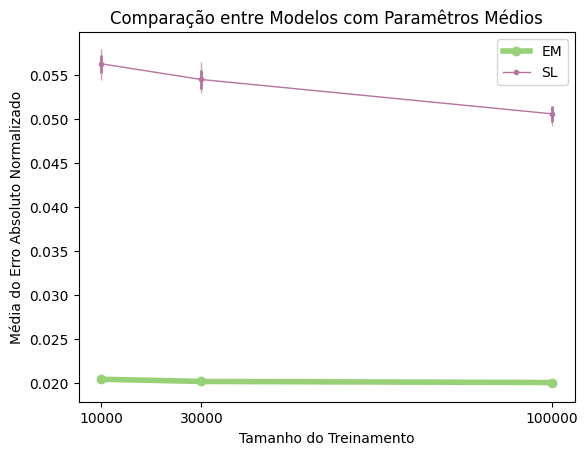 Comparação entre Modelos com Paramêtros Médios
EM
SL
Média do Erro Absoluto Normalizado
0.055
0.050
0.045
0.040
0.035
0.030
0.025
0.020
10000
30000
100000
Tamanho do Treinamento